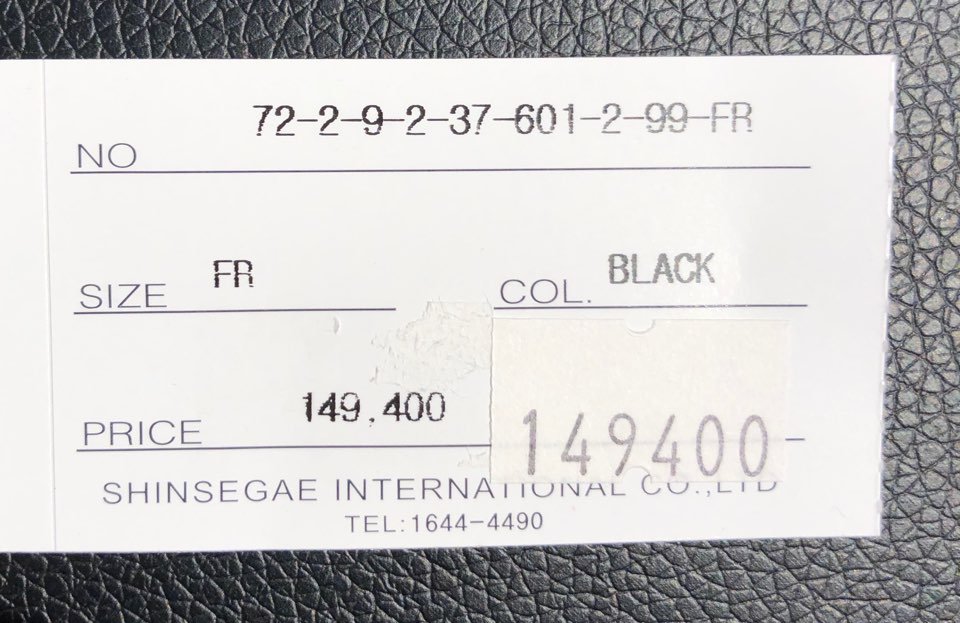 NO 72-2-9-2-37-601-2-99-FR
SIZE FR COL. BLACK
PRICE 149,400
149400
SHINSEGAE INTERNATIONAL CO.,LTD
TEL:1644-4490